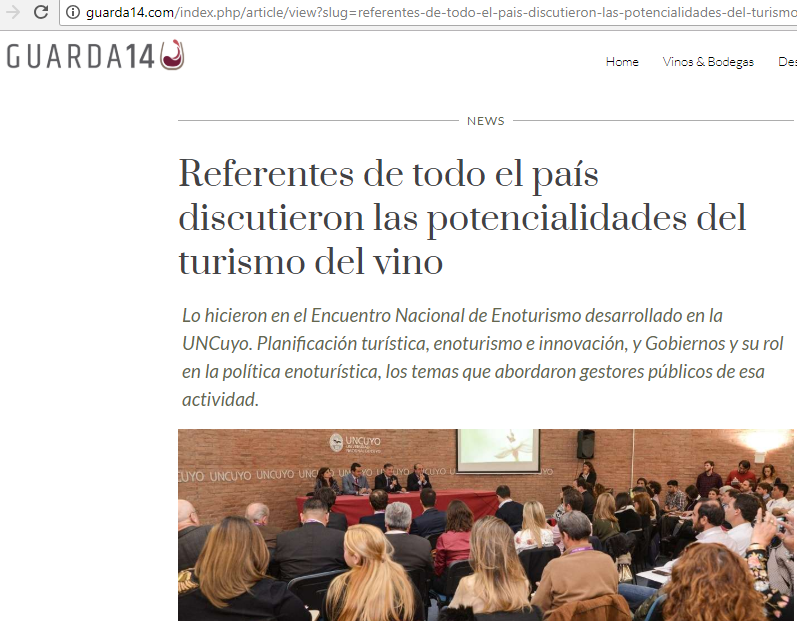 guarda14.com/index.php/article/view?slug=referentes-de-todo-el-pais-discutieron-las-potencialidades-del-turismo
GUARDA14
Home Vinos & Bodegas Des
NEWS
Referentes de todo el país
discutieron las potencialidades del
turismo del vino
Lo hicieron en el Encuentro Nacional de Enoturismo desarrollado en la
UNCuyo. Planificación turística, enoturismo e innovación, y Gobiernos y su rol
en la política enoturística, los temas que abordaron gestores públicos de esa
actividad.
UNCUYO
UYO UNCUYO UNCUYO UNCUYO UNCUYO UNCUYO